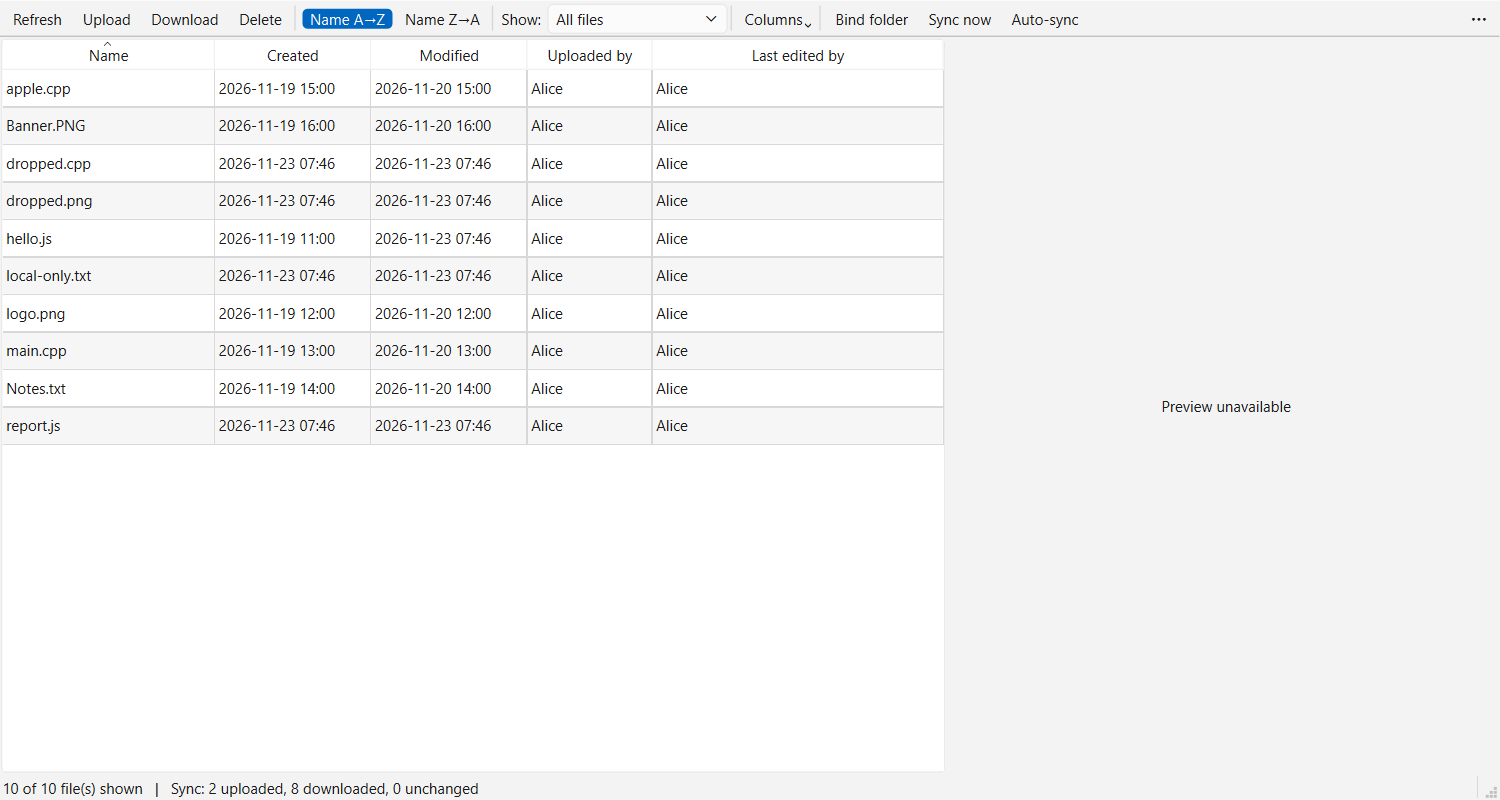 Refresh Upload Download Delete Name A→Z Name Z→A Show: All files Columns Bind folder Sync now Auto-sync ···
Name Created Modified Uploaded by Last edited by
apple.cpp 2026-11-19 15:00 2026-11-20 15:00 Alice Alice
Banner.PNG 2026-11-19 16:00 2026-11-20 16:00 Alice Alice
dropped.cpp 2026-11-23 07:46 2026-11-23 07:46 Alice Alice
dropped.png 2026-11-23 07:46 2026-11-23 07:46 Alice Alice
hello.js 2026-11-19 11:00 2026-11-23 07:46 Alice Alice
local-only.txt 2026-11-23 07:46 2026-11-23 07:46 Alice Alice
logo.png 2026-11-19 12:00 2026-11-20 12:00 Alice Alice
main.cpp 2026-11-19 13:00 2026-11-20 13:00 Alice Alice
Notes.txt 2026-11-19 14:00 2026-11-20 14:00 Alice Alice
report.js 2026-11-23 07:46 2026-11-23 07:46 Alice Alice
Preview unavailable
10 of 10 file(s) shown | Sync: 2 uploaded, 8 downloaded, 0 unchanged